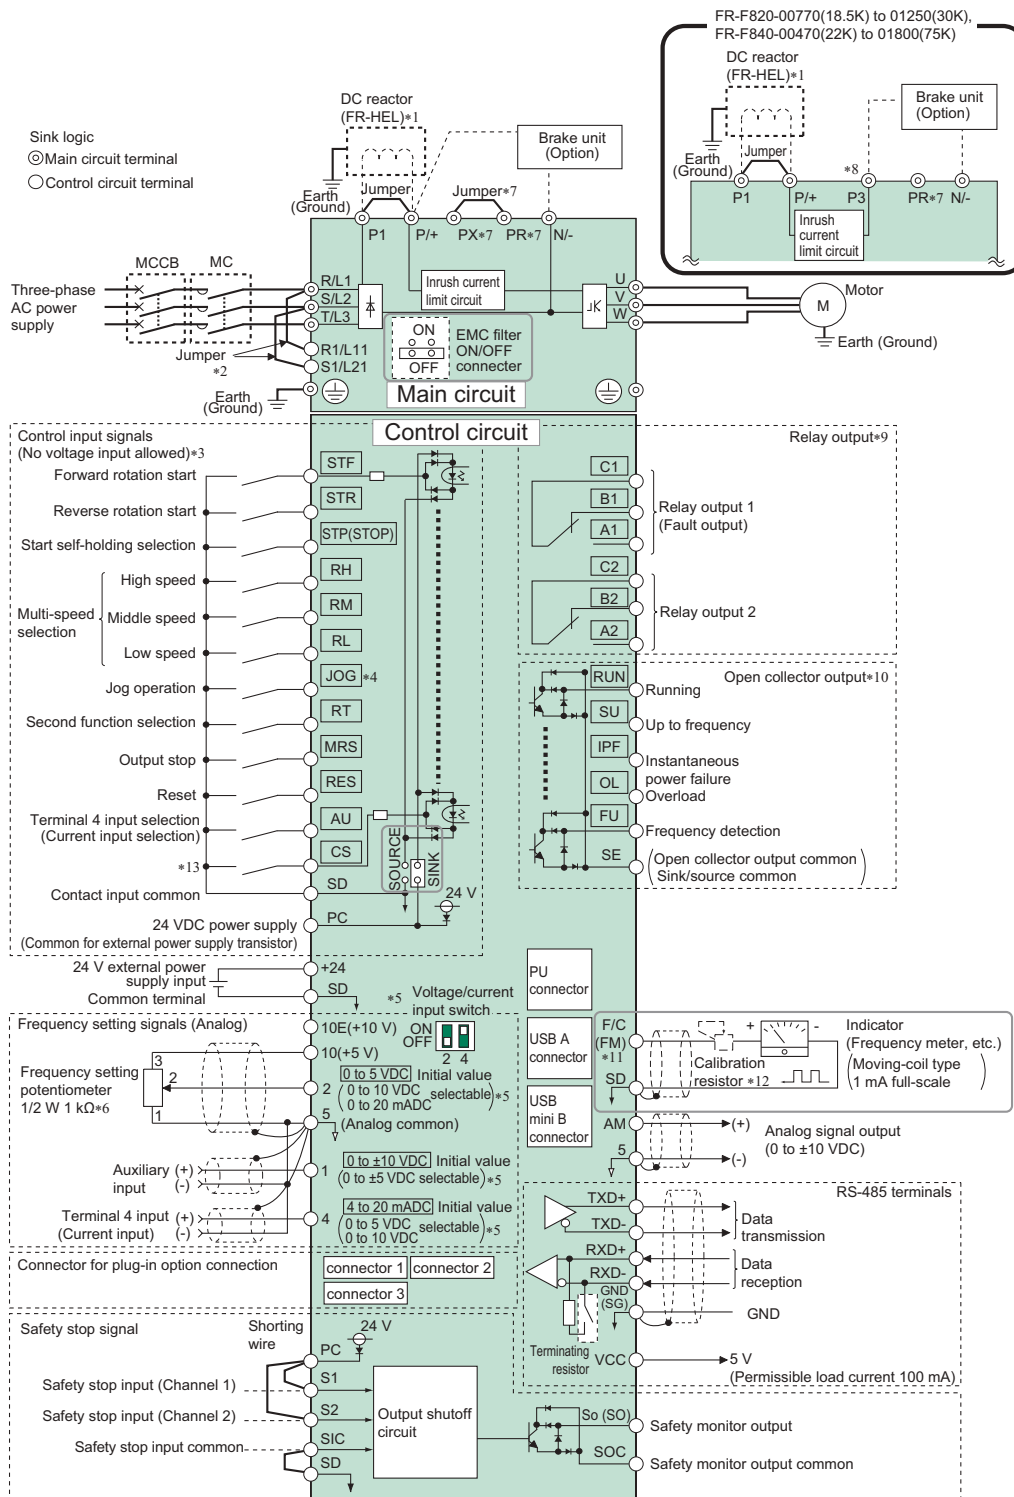 FR-F820-00770(18.5K) to 01250(30K),
FR-F840-00470(22K) to 01800(75K)
DC reactor
(FR-HEL)*1
Brake unit
(Option)
Earth
(Ground)
Jumper
*8
P1
P/+
P3
PR*7
N/-
Inrush
current
limit circuit
Sink logic
Main circuit terminal
Control circuit terminal
DC reactor
(FR-HEL)*1
Brake unit
(Option)
Earth
(Ground)
Jumper
Jumper*7
P1
P/+
PX*7
PR*7
N/-
MCCB
MC
Three-phase
AC power
supply
R/L1
S/L2
T/L3
R1/L11
S1/L21
Jumper
*2
Earth
(Ground)
Inrush current
limit circuit
ON
OFF
EMC filter
ON/OFF
connecter
U
V
W
M
Motor
Earth (Ground)
Main circuit
Control circuit
Control input signals
(No voltage input allowed)*3
Forward rotation start
STF
Reverse rotation start
STR
Start self-holding selection
STP(STOP)
Multi-speed
selection
High speed
RH
Middle speed
RM
Low speed
RL
Jog operation
JOG *4
Second function selection
RT
Output stop
MRS
Reset
RES
Terminal 4 input selection
(Current input selection)
AU
*13
CS
SOURCE
SINK
Contact input common
SD
24 V
24 VDC power supply
(Common for external power supply transistor)
PC
Relay output*9
C1
B1
A1
Relay output 1
(Fault output)
C2
B2
A2
Relay output 2
Open collector output*10
RUN
Running
SU
Up to frequency
IPF
Instantaneous
power failure
OL
Overload
FU
Frequency detection
SE
(Open collector output common
Sink/source common)
24 V external power
supply input
+24
Common terminal
SD
Frequency setting signals (Analog)
*5
Voltage/current
input switch
ON
OFF
2 4
10E(+10 V)
10(+5 V)
Frequency setting
potentiometer
1/2 W 1 kΩ*6
3
2
1
2
0 to 5 VDC Initial value
(0 to 10 VDC
0 to 20 mADC selectable)*5
5
(Analog common)
Auxiliary
input
(+)
(-)
1
0 to ±10 VDC Initial value
(0 to ±5 VDC selectable)*5
Terminal 4 input
(Current input)
(+)
(-)
4
4 to 20 mADC Initial value
(0 to 5 VDC
0 to 10 VDC selectable)*5
PU
connector
USB A
connector
USB
mini B
connector
F/C
(FM)
*11
SD
+
-
Calibration
resistor *12
Indicator
(Frequency meter, etc.)
(Moving-coil type
1 mA full-scale)
AM
5
(+)
(-)
Analog signal output
(0 to ±10 VDC)
RS-485 terminals
TXD+
TXD-
Data
transmission
RXD+
RXD-
Data
reception
GND
(SG)
GND
Terminating
resistor
VCC
5 V
(Permissible load current 100 mA)
Connector for plug-in option connection
connector 1
connector 2
connector 3
Safety stop signal
Shorting
wire
24 V
PC
Safety stop input (Channel 1)
S1
Safety stop input (Channel 2)
S2
Safety stop input common
SIC
SD
Output shutoff
circuit
So (SO)
Safety monitor output
SOC
Safety monitor output common